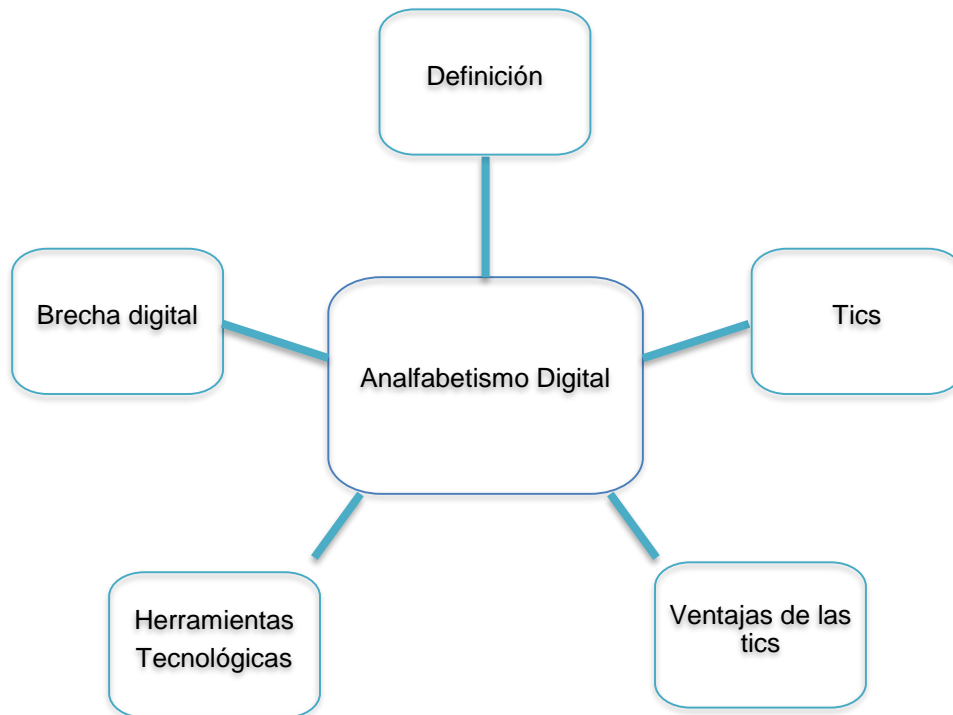 Definición
Brecha digital
Tics
Analfabetismo Digital
Herramientas
Tecnológicas
Ventajas de las
tics